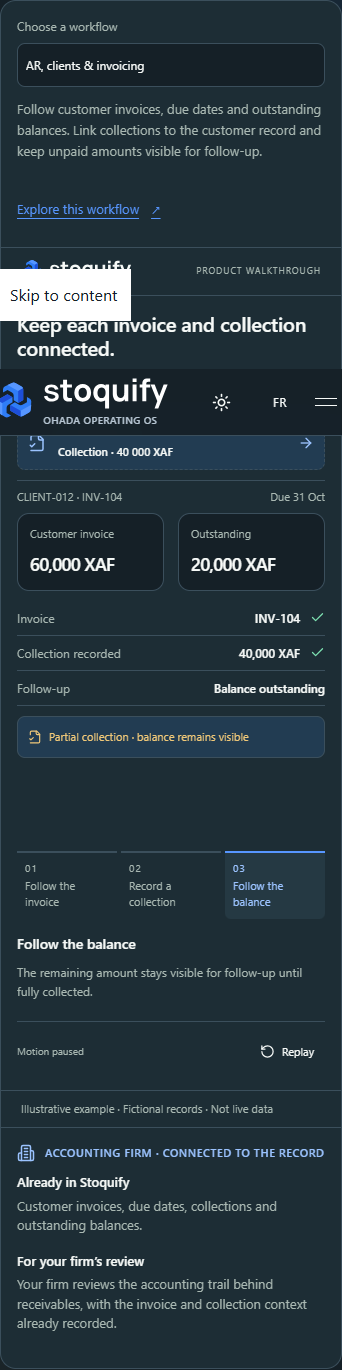 Choose a workflow
AR, clients & invoicing
Follow customer invoices, due dates and outstanding
balances. Link collections to the customer record and
keep unpaid amounts visible for follow-up.
Explore this workflow ↗
stoquify
PRODUCT WALKTHROUGH
Skip to content
Keep each invoice and collection
connected.
stoquify
OHADA OPERATING OS
FR
Collection · 40 000 XAF
CLIENT-012 · INV-104
Due 31 Oct
Customer invoice
60,000 XAF
Outstanding
20,000 XAF
Invoice
INV-104
Collection recorded
40,000 XAF
Follow-up
Balance outstanding
Partial collection · balance remains visible
01
Follow the
invoice
02
Record a
collection
03
Follow the
balance
Follow the balance
The remaining amount stays visible for follow-up until
fully collected.
Motion paused
Replay
Illustrative example · Fictional records · Not live data
ACCOUNTING FIRM · CONNECTED TO THE RECORD
Already in Stoquify
Customer invoices, due dates, collections and
outstanding balances.
For your firm's review
Your firm reviews the accounting trail behind
receivables, with the invoice and collection context
already recorded.